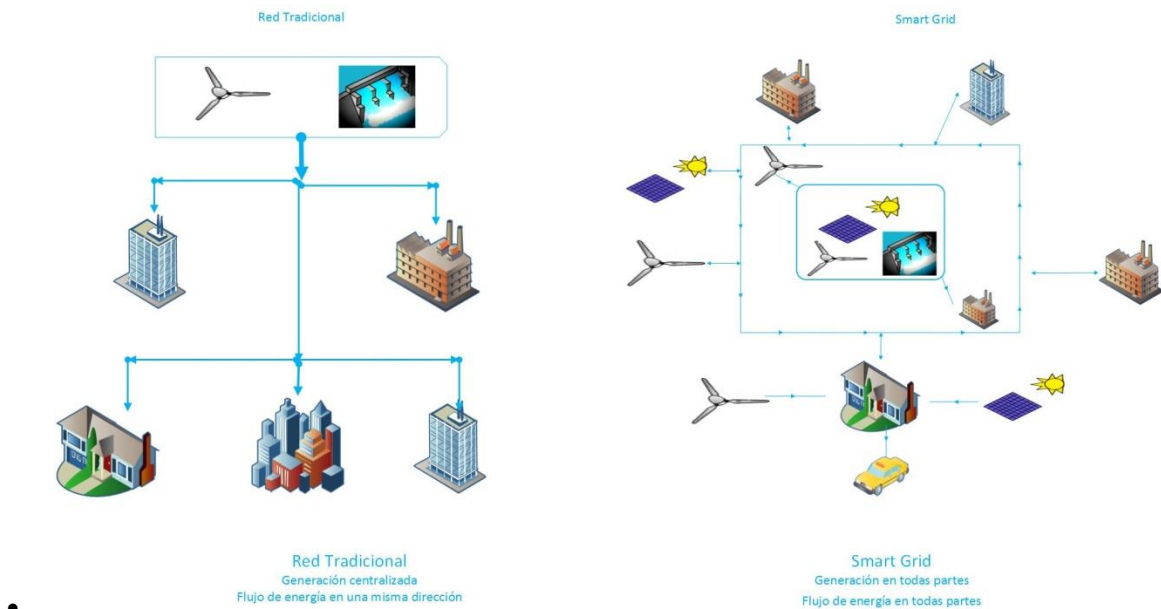 Red Tradicional
Smart Grid
Red Tradicional
Generación centralizada
Flujo de energía en una misma dirección
Smart Grid
Generación en todas partes
Flujo de energía en todas partes